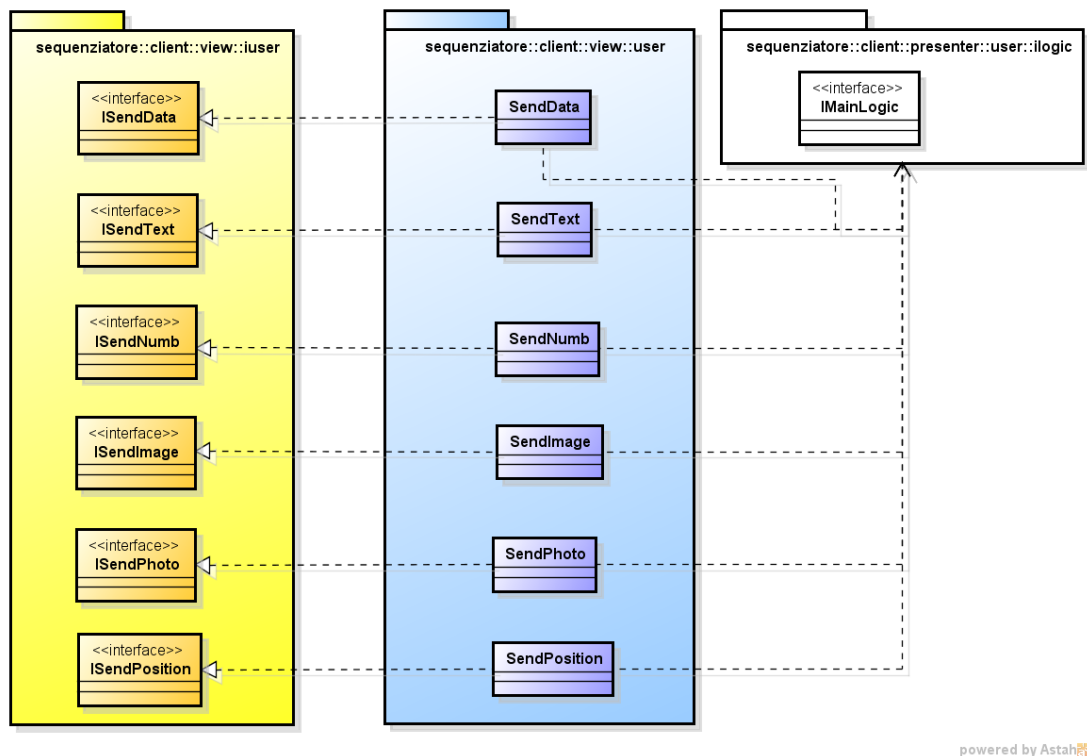 sequenziatore::client::view::iuser
<<interface>>
ISendData
<<interface>>
ISendText
<<interface>>
ISendNumb
<<interface>>
ISendImage
<<interface>>
ISendPhoto
<<interface>>
ISendPosition
sequenziatore::client::view::user
SendData
SendText
SendNumb
SendImage
SendPhoto
SendPosition
sequenziatore::client::presenter::user::ilogic
<<interface>>
IMainLogic
powered by Astah